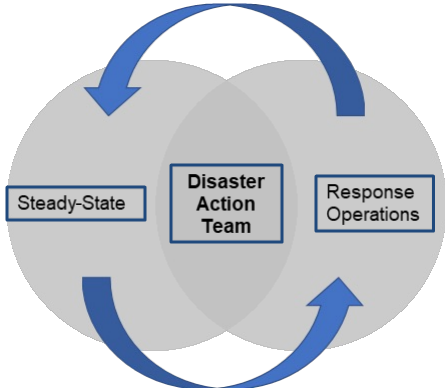 Steady-State
Disaster
Action
Team
Response
Operations